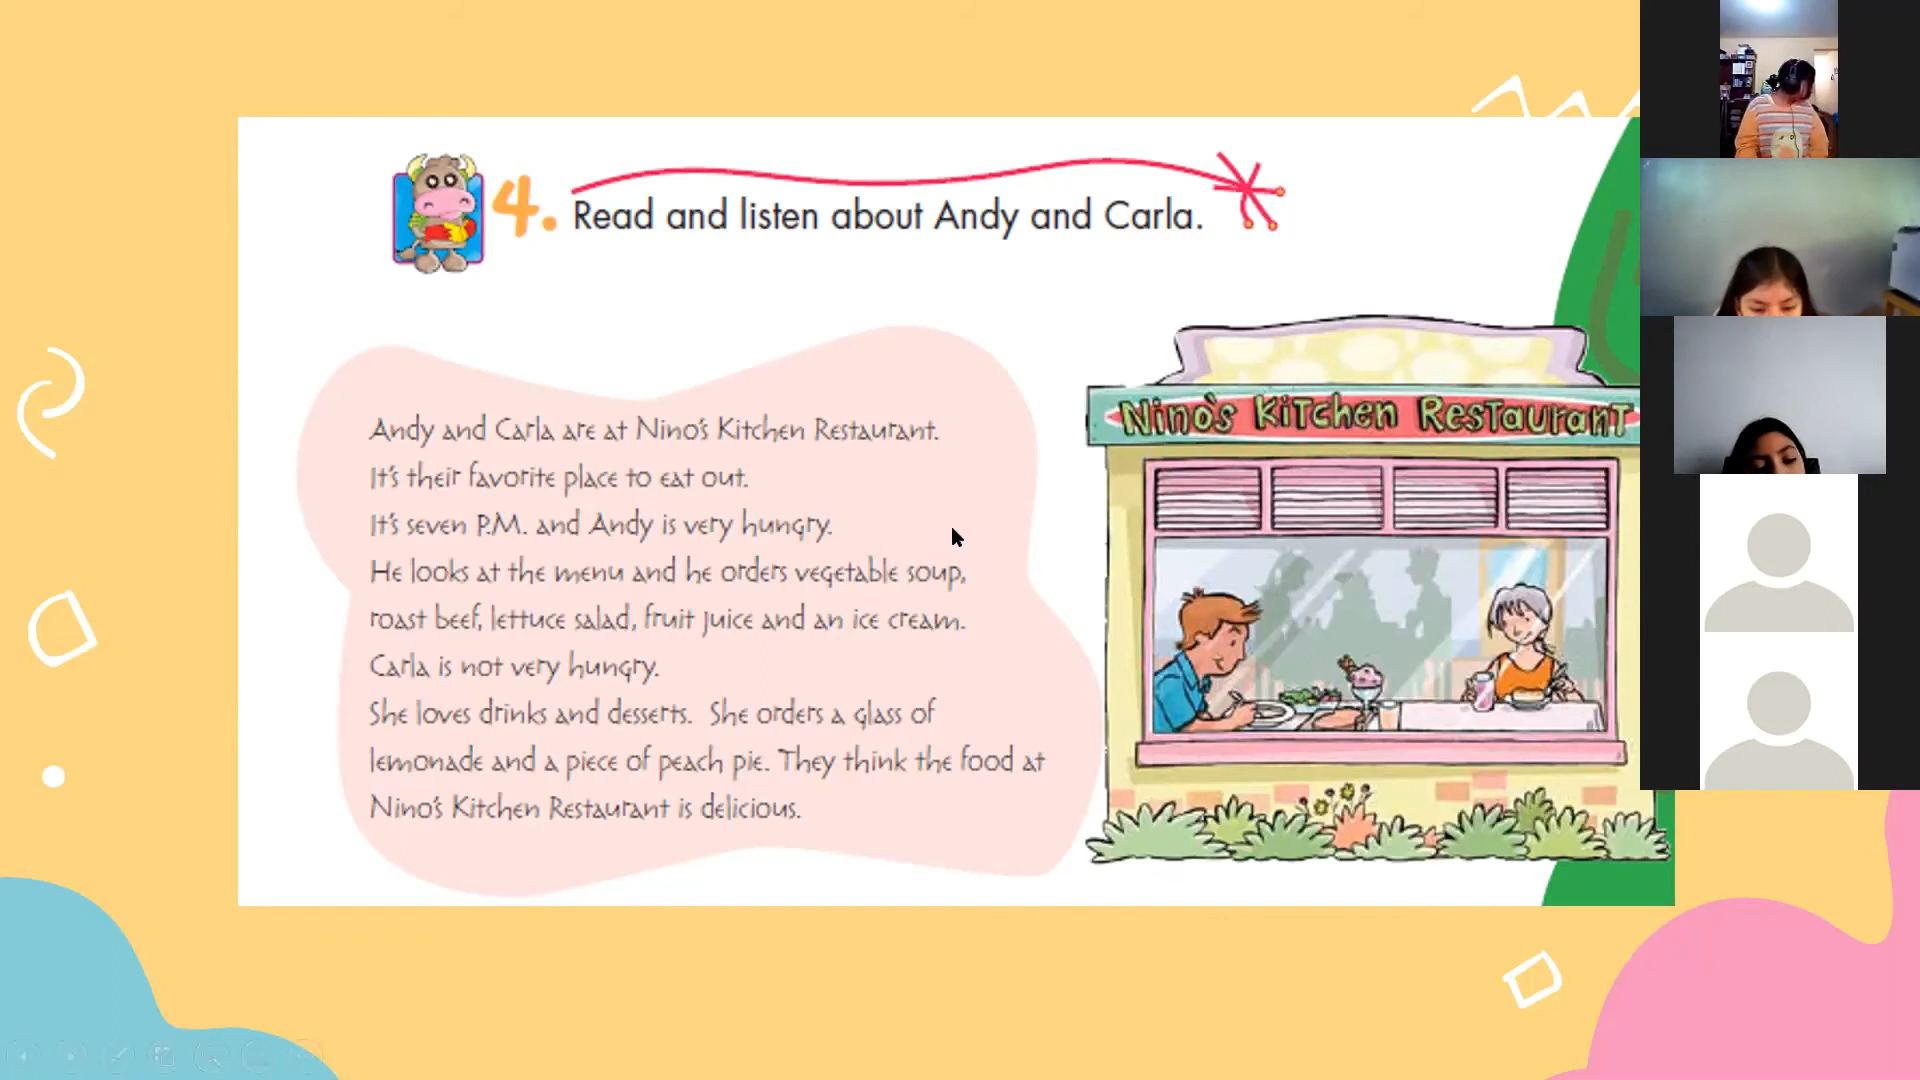 4. Read and listen about Andy and Carla.
Andy and Carla are at Nino's Kitchen Restaurant.
It's their favorite place to eat out.
It's seven P.M. and Andy is very hungry.
He looks at the menu and he orders vegetable soup,
roast beef, lettuce salad, fruit juice and an ice cream.
Carla is not very hungry.
She loves drinks and desserts. She orders a glass of
lemonade and a piece of peach pie. They think the food at
Nino's Kitchen Restaurant is delicious.
Nino's Kitchen Restaurant